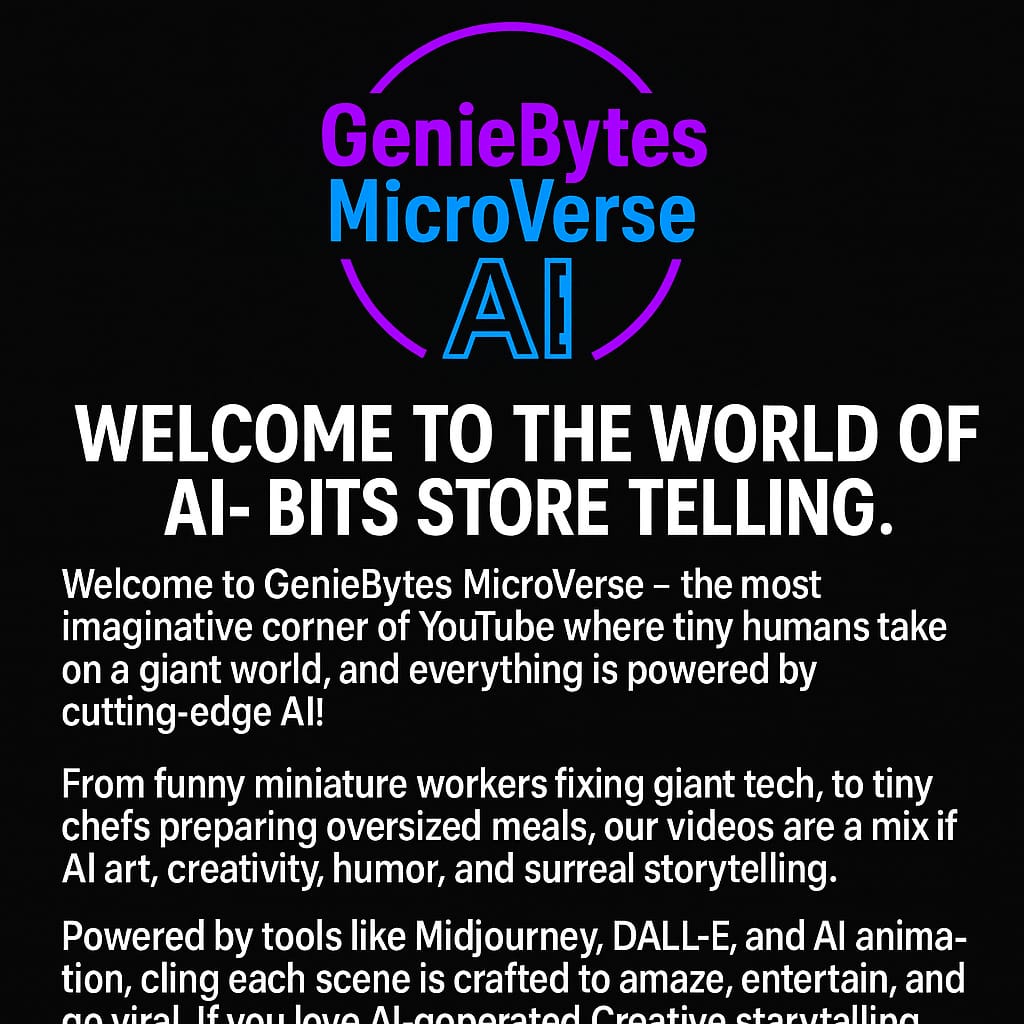 GenieBytes
MicroVerse
AI
WELCOME TO THE WORLD OF
AI- BITS STORE TELLING.
Welcome to GenieBytes MicroVerse – the most
imaginative corner of YouTube where tiny humans take
on a giant world, and everything is powered by
cutting-edge AI!
From funny miniature workers fixing giant tech, to tiny
chefs preparing oversized meals, our videos are a mix if
AI art, creativity, humor, and surreal storytelling.
Powered by tools like Midjourney, DALL-E, and AI anima-
tion, cling each scene is crafted to amaze, entertain, and
go viral. If you love AI-goperated Creative starytalling